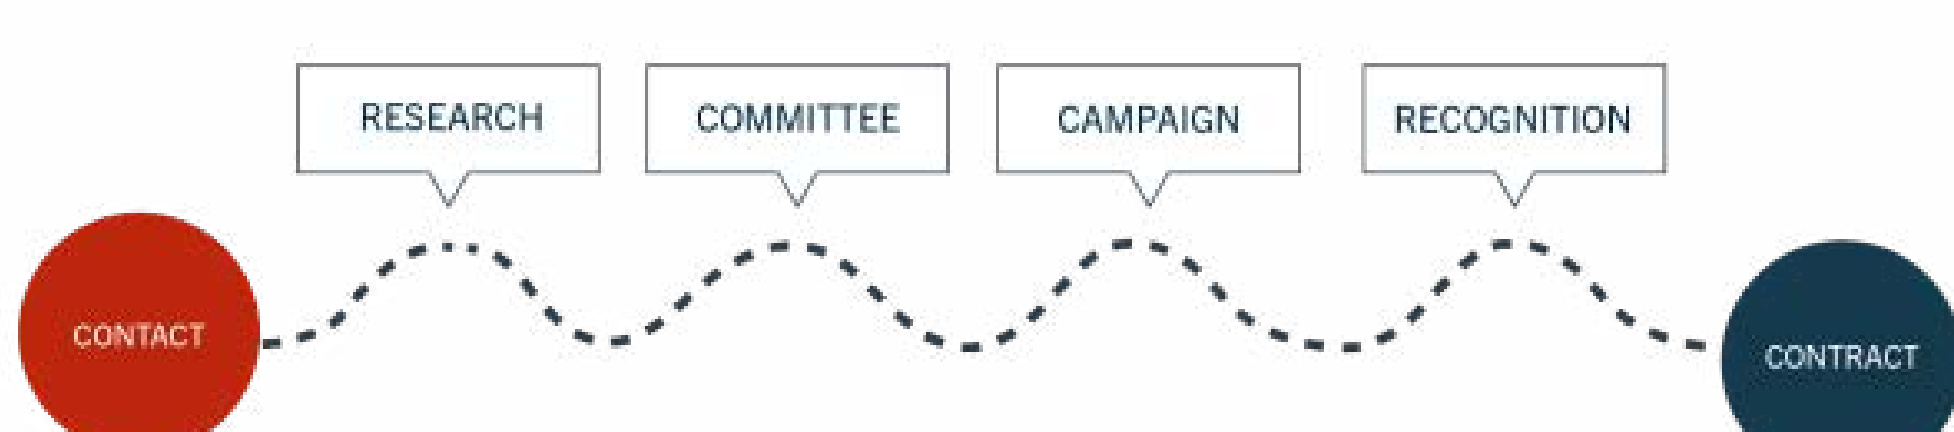 RESEARCH
COMMITTEE
CAMPAIGN
RECOGNITION
CONTACT
CONTRACT